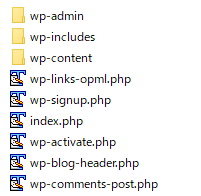 wp-admin
wp-includes
wp-content
wp-links-opml.php
wp-signup.php
index.php
wp-activate.php
wp-blog-header.php
wp-comments-post.php